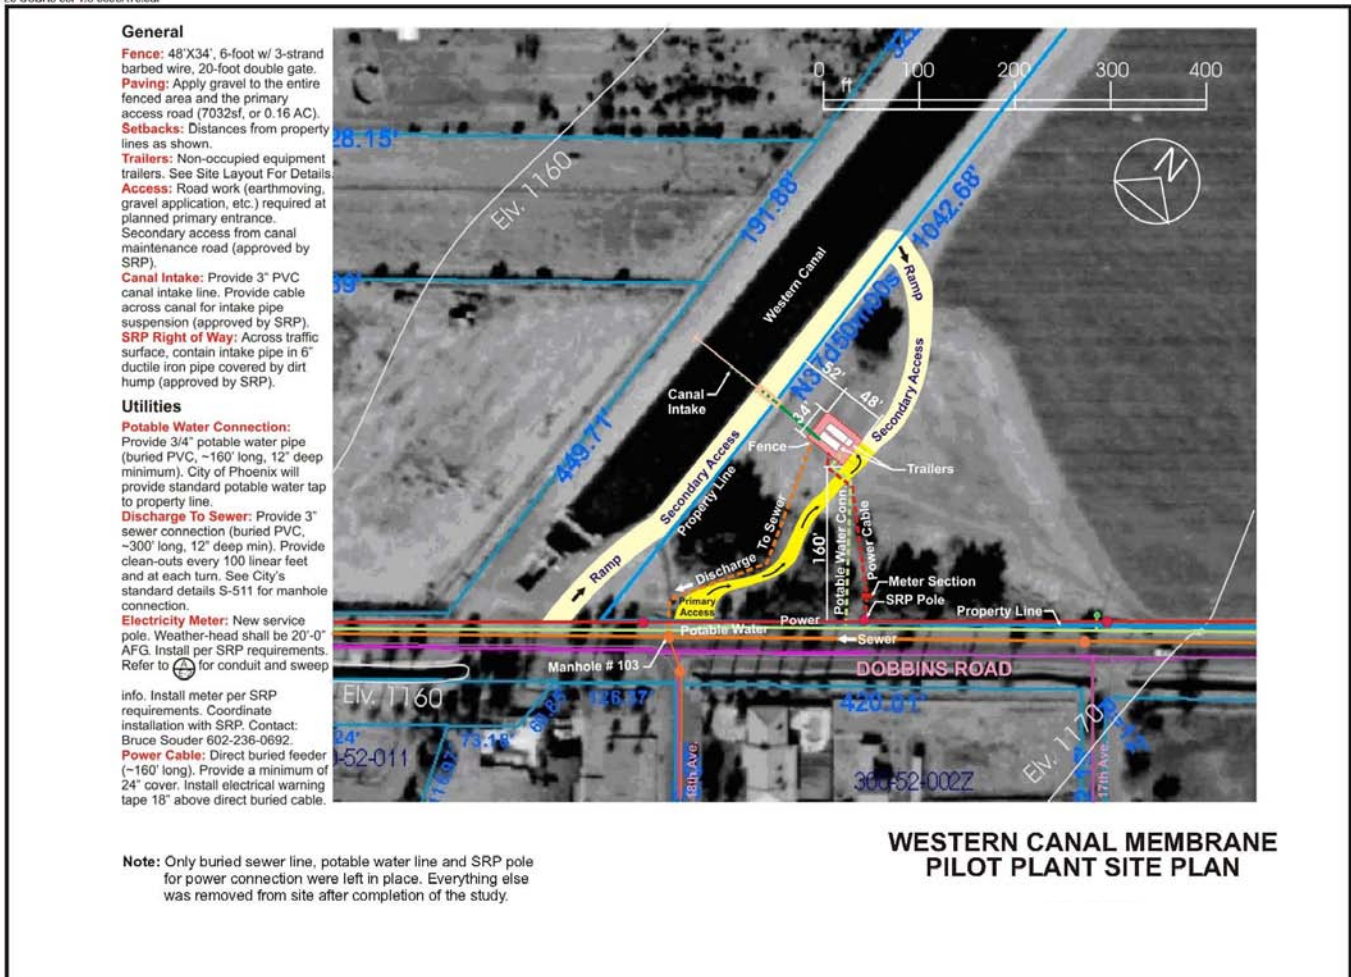 General
Fence: 48'X34', 6-foot w/ 3-strand
barbed wire, 20-foot double gate.
Paving: Apply gravel to the entire
fenced area and the primary
access road (7032sf, or 0.16 AC).
Setbacks: Distances from property
lines as shown.
Trailers: Non-occupied equipment
trailers. See Site Layout For Details.
Access: Road work (earthmoving,
gravel application, etc.) required at
planned primary entrance.
Secondary access from canal
maintenance road (approved by
SRP).
Canal Intake: Provide 3" PVC
canal intake line. Provide cable
across canal for intake pipe
suspension (approved by SRP).
SRP Right of Way: Across traffic
surface, contain intake pipe in 6"
ductile iron pipe covered by dirt
hump (approved by SRP).
Utilities
Potable Water Connection:
Provide 3/4" potable water pipe
(buried PVC, ~160' long, 12" deep
minimum). City of Phoenix will
provide standard potable water tap
to property line.
Discharge To Sewer: Provide 3"
sewer connection (buried PVC,
~300' long, 12" deep min). Provide
clean-outs every 100 linear feet
and at each turn. See City's
standard details S-511 for manhole
connection.
Electricity Meter: New service
pole. Weather-head shall be 20'-0"
AFG. Install per SRP requirements.
Refer to for conduit and sweep
info. Install meter per SRP
requirements. Coordinate
installation with SRP. Contact:
Bruce Souder 602-236-0692.
Power Cable: Direct buried feeder
(~160' long). Provide a minimum of
24" cover. Install electrical warning
tape 18" above direct buried cable.
0 100 200 300 400
ft
N
28.15'
Elv. 1160
191.88'
1042.68'
Western Canal
Ramp
N37d50m00s
52'
48'
34'
Canal
Intake
Fence
Trailers
Secondary Access
Secondary Access
Property Line
449.71'
To Sewer
Discharge
160'
Potable Water Conn.
Power Cable
Ramp
Meter Section
SRP Pole
Primary
Access
Power
Property Line
Potable Water
Sewer
Manhole # 103
DOBBINS ROAD
Elv. 1160
126.37'
420.01'
73.18'
24'
-52-011
18th Ave.
300-52-002Z
Elv. 1170
17th Ave.
WESTERN CANAL MEMBRANE
PILOT PLANT SITE PLAN
Note: Only buried sewer line, potable water line and SRP pole
for power connection were left in place. Everything else
was removed from site after completion of the study.